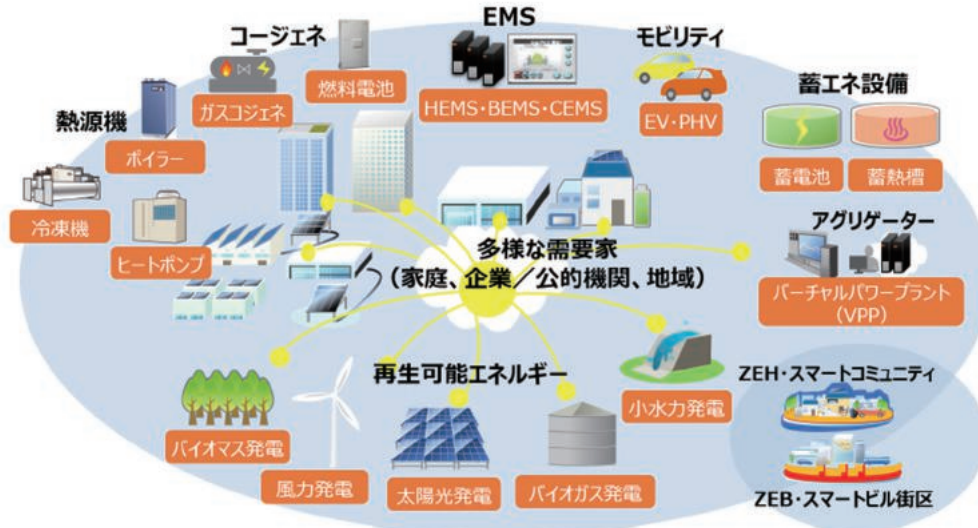 コージェネ
EMS
モビリティ
燃料電池
ガスコジェネ
HEMS・BEMS・CEMS
EV・PHV
蓄エネ設備
熱源機
ボイラー
蓄電池
蓄熱槽
冷凍機
ヒートポンプ
アグリゲーター
多様な需要家
（家庭、企業／公的機関、地域）
バーチャルパワープラント
（VPP）
再生可能エネルギー
小水力発電
バイオマス発電
風力発電
太陽光発電
バイオガス発電
ZEH・スマートコミュニティ
ZEB・スマートビル街区